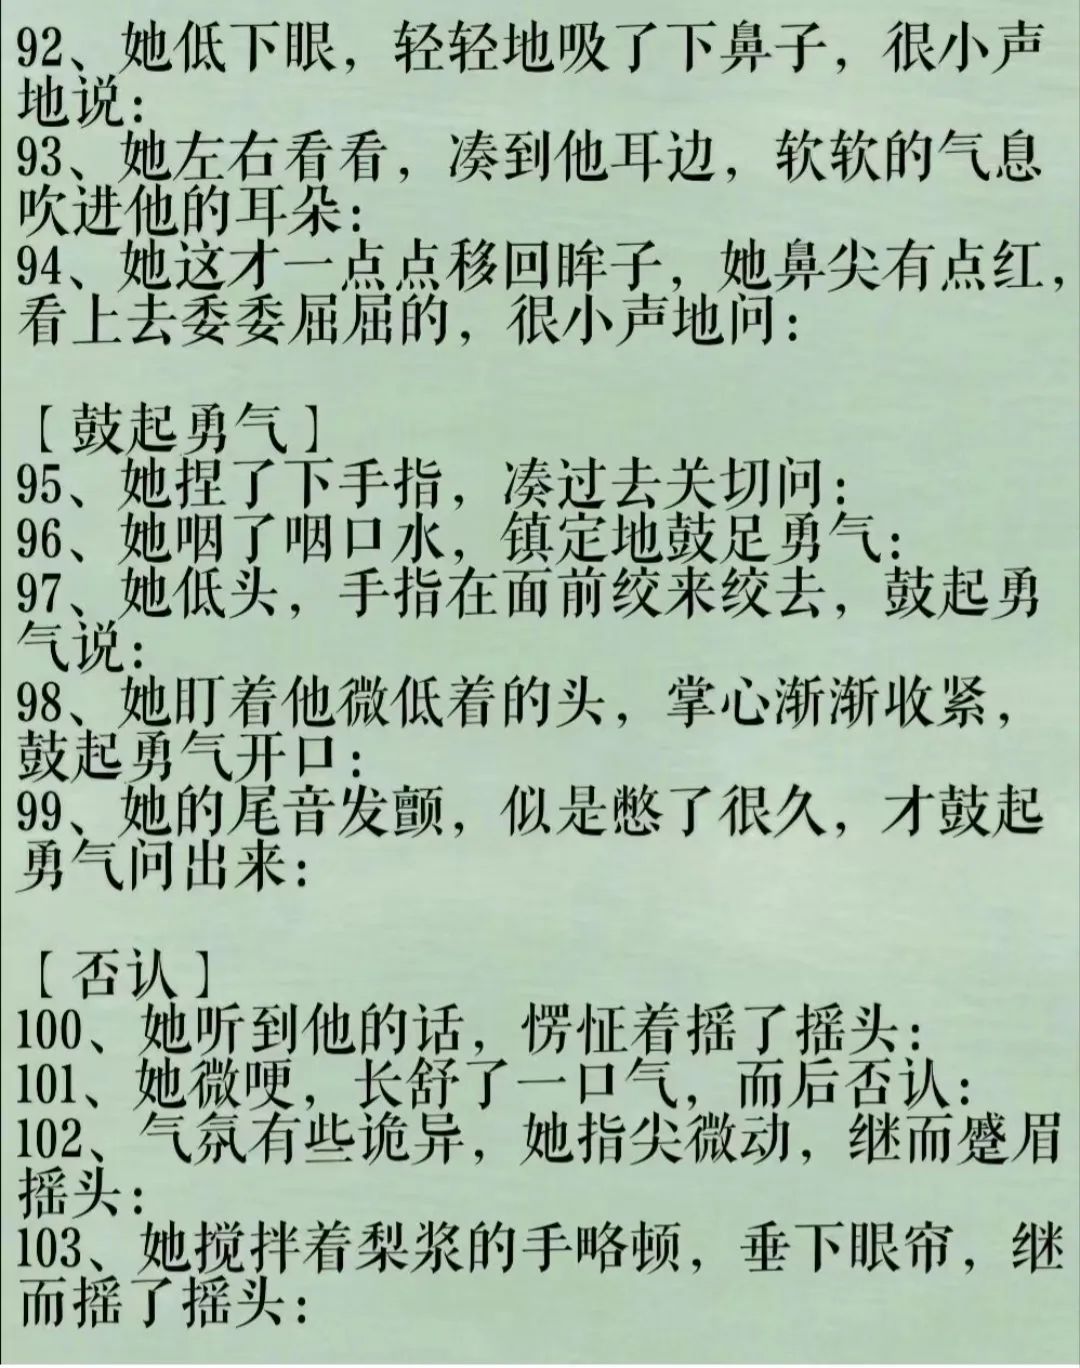 92、她低下眼，轻轻地吸了下鼻子，很小声
地说：
93、她左右看看，凑到他耳边，软软的气息
吹进他的耳朵：
94、她这才一点点移回眸子，她鼻尖有点红，
看上去委委屈屈的，很小声地问：
【鼓起勇气】
95、她捏了下手指，凑过去关切问：
96、她咽了咽口水，镇定地鼓足勇气：
97、她低头，手指在面前绞来绞去，鼓起勇
气说：
98、她盯着他微低着的头，掌心渐渐收紧，
鼓起勇气开口：
99、她的尾音发颤，似是憋了很久，才鼓起
勇气问出来：
【否认】
100、她听到他的话，愣怔着摇了摇头：
101、她微哽，长舒了一口气，而后否认：
102、气氛有些诡异，她指尖微动，继而蹙眉
摇头：
103、她搅拌着梨浆的手略顿，垂下眼帘，继
而摇了摇头：